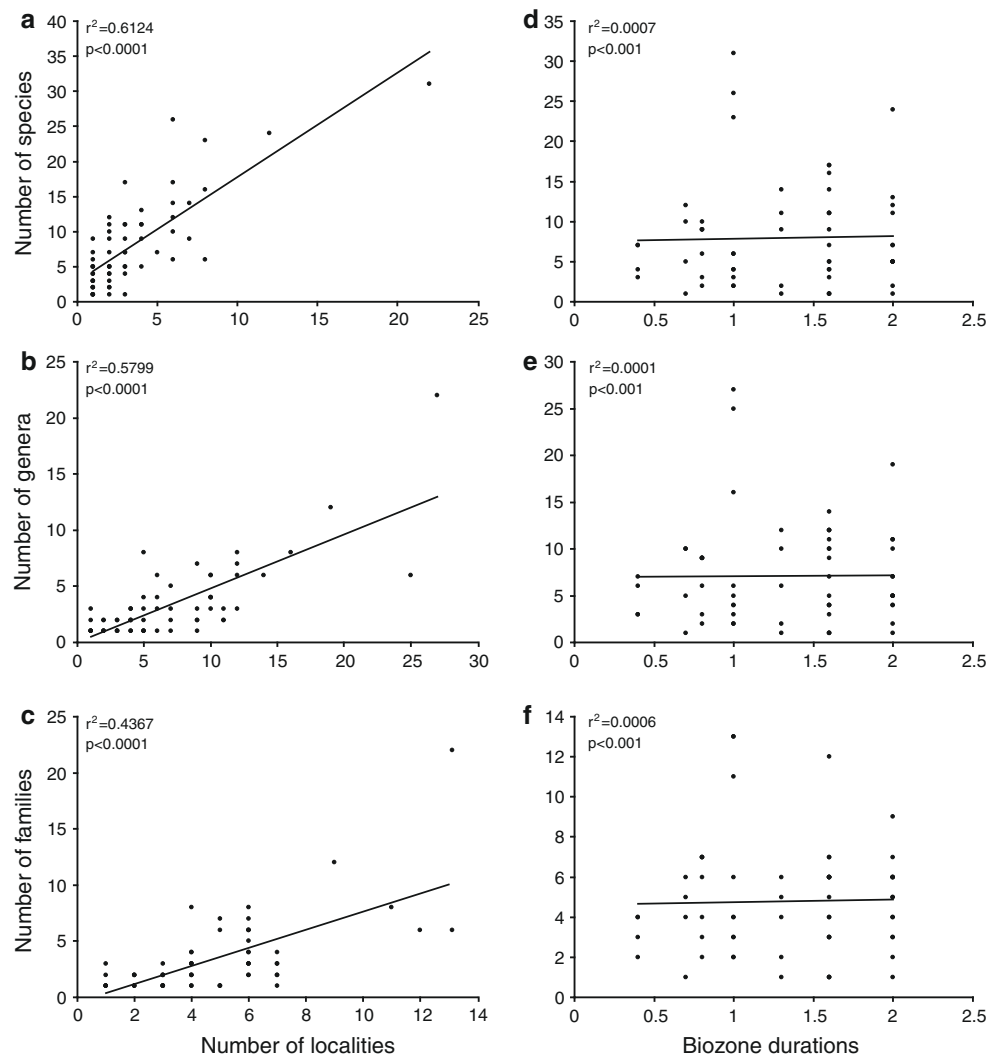 a
r²=0.6124
p<0.0001
Number of species
40
35
30
25
20
15
10
5
0
0 5 10 15 20 25
d
r²=0.0007
p<0.001
35
30
25
20
15
10
5
0
0 0.5 1 1.5 2 2.5
b
r²=0.5799
p<0.0001
Number of genera
25
20
15
10
5
0
0 5 10 15 20 25 30
e
r²=0.0001
p<0.001
30
25
20
15
10
5
0
0 0.5 1 1.5 2 2.5
c
r²=0.4367
p<0.0001
Number of families
25
20
15
10
5
0
0 2 4 6 8 10 12 14
Number of localities
f
r²=0.0006
p<0.001
14
12
10
8
6
4
2
0
0 0.5 1 1.5 2 2.5
Biozone durations